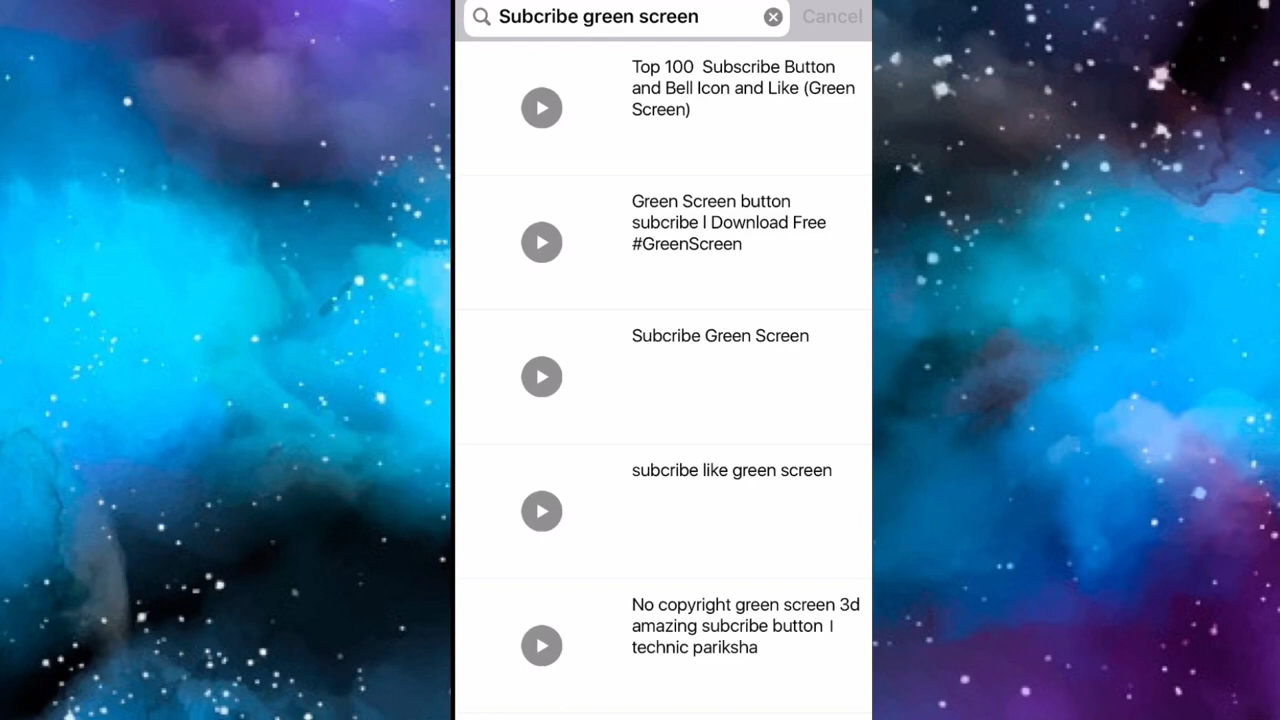 Subcribe green screen
Cancel
Top 100 Subscribe Button
and Bell Icon and Like (Green
Screen)
Green Screen button
subcribe l Download Free
#GreenScreen
Subcribe Green Screen
subcribe like green screen
No copyright green screen 3d
amazing subcribe button ।
technic pariksha